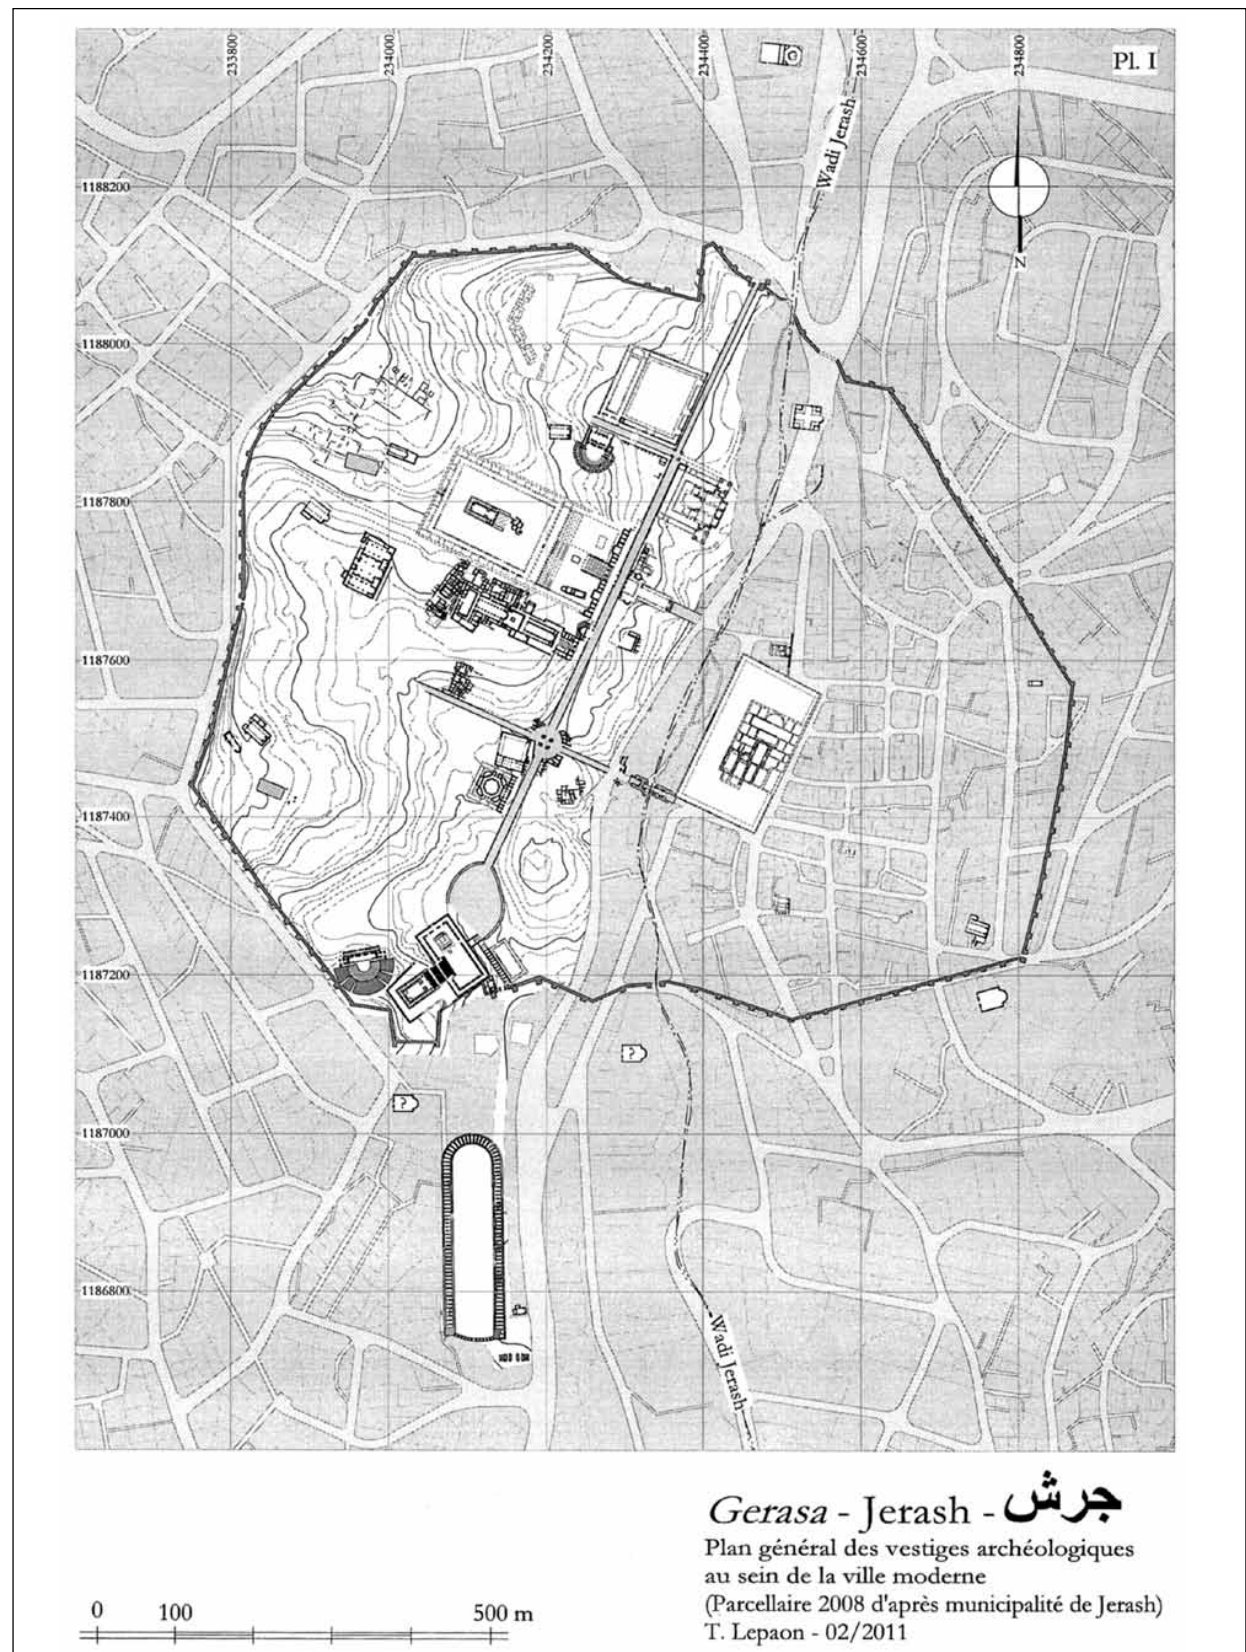 233800
234000
234200
234400
234600
234800
Pl. I
Wadi Jerash
1188200
N
1188000
1187800
1187600
1187400
1187200
?
?
1187000
1186800
Wadi Jerash
Gerasa - Jerash - جرش
Plan général des vestiges archéologiques
au sein de la ville moderne
(Parcellaire 2008 d'après municipalité de Jerash)
T. Lepaon - 02/2011
0 100 500 m